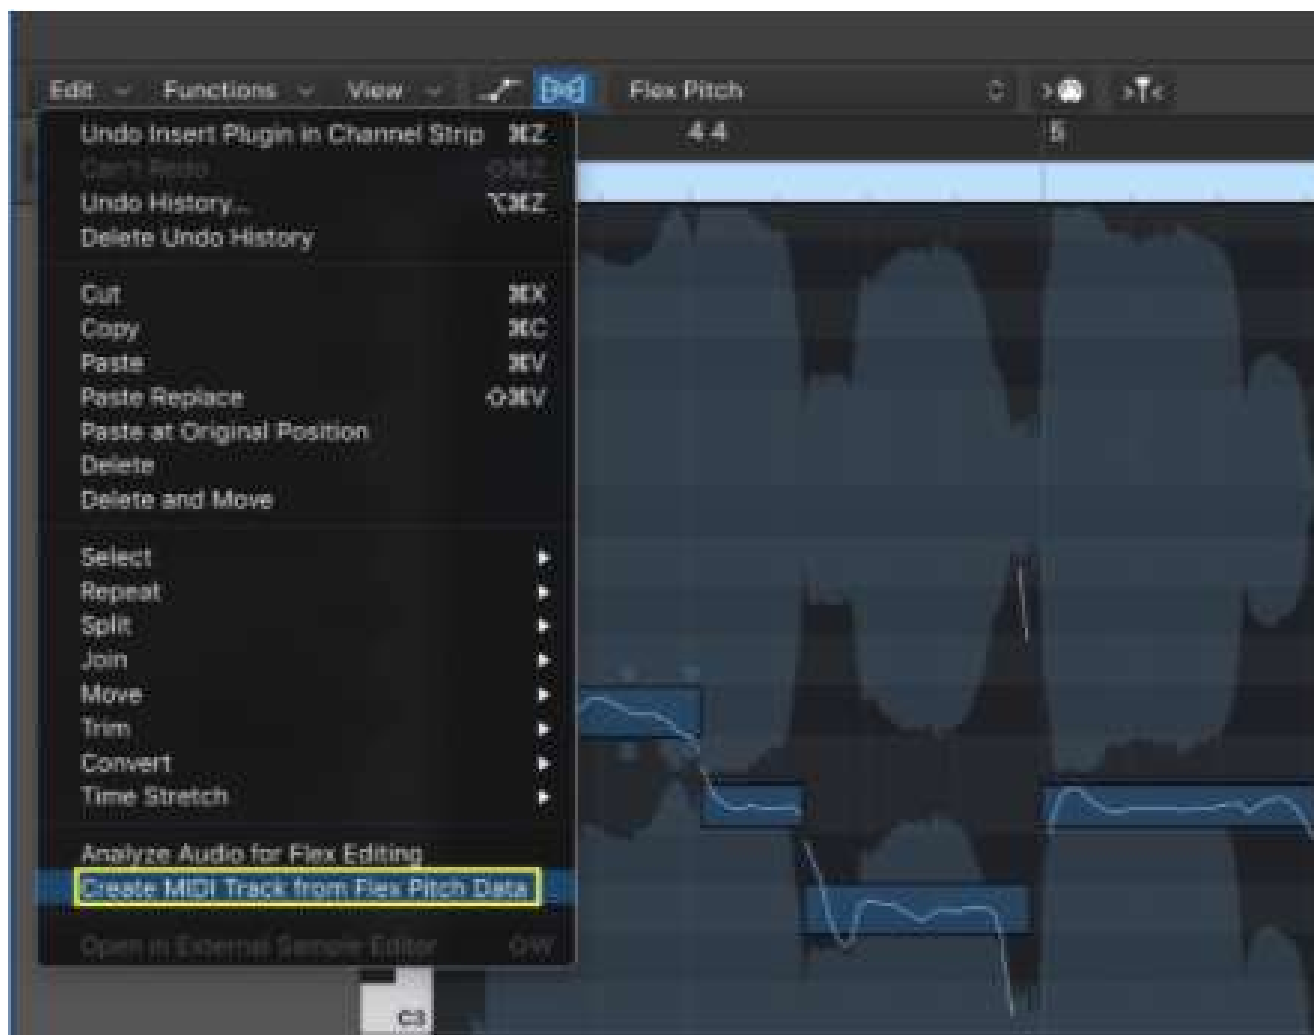 Edit Functions View Flex Pitch
4 4 5
Undo Insert Plugin in Channel Strip ⌘Z
Can't Redo ⇧⌘Z
Undo History... ⌥⌘Z
Delete Undo History
Cut ⌘X
Copy ⌘C
Paste ⌘V
Paste Replace ⇧⌘V
Paste at Original Position
Delete
Delete and Move
Select
Repeat
Split
Join
Move
Trim
Convert
Time Stretch
Analyze Audio for Flex Editing
Create MIDI Track from Flex Pitch Data
Open in External Sample Editor ⇧W
C3